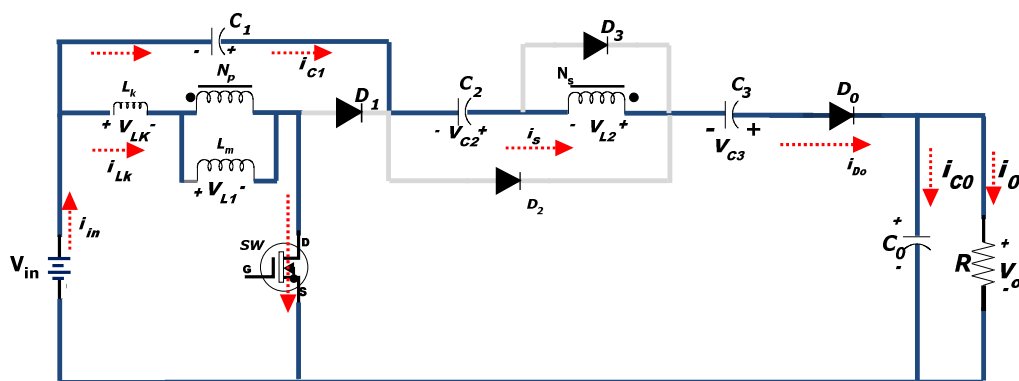 C1
- +
iC1
D3
Lk
Np
D1
C2
Ns
C3
D0
+ VLK -
- VC2 +
- VL2 +
- VC3 +
iLk
Lm
is
iDo
+ VL1 -
D2
iC0
i0
iin
SW
D
G
S
Vin
+
C0
-
R
+
Vo
-